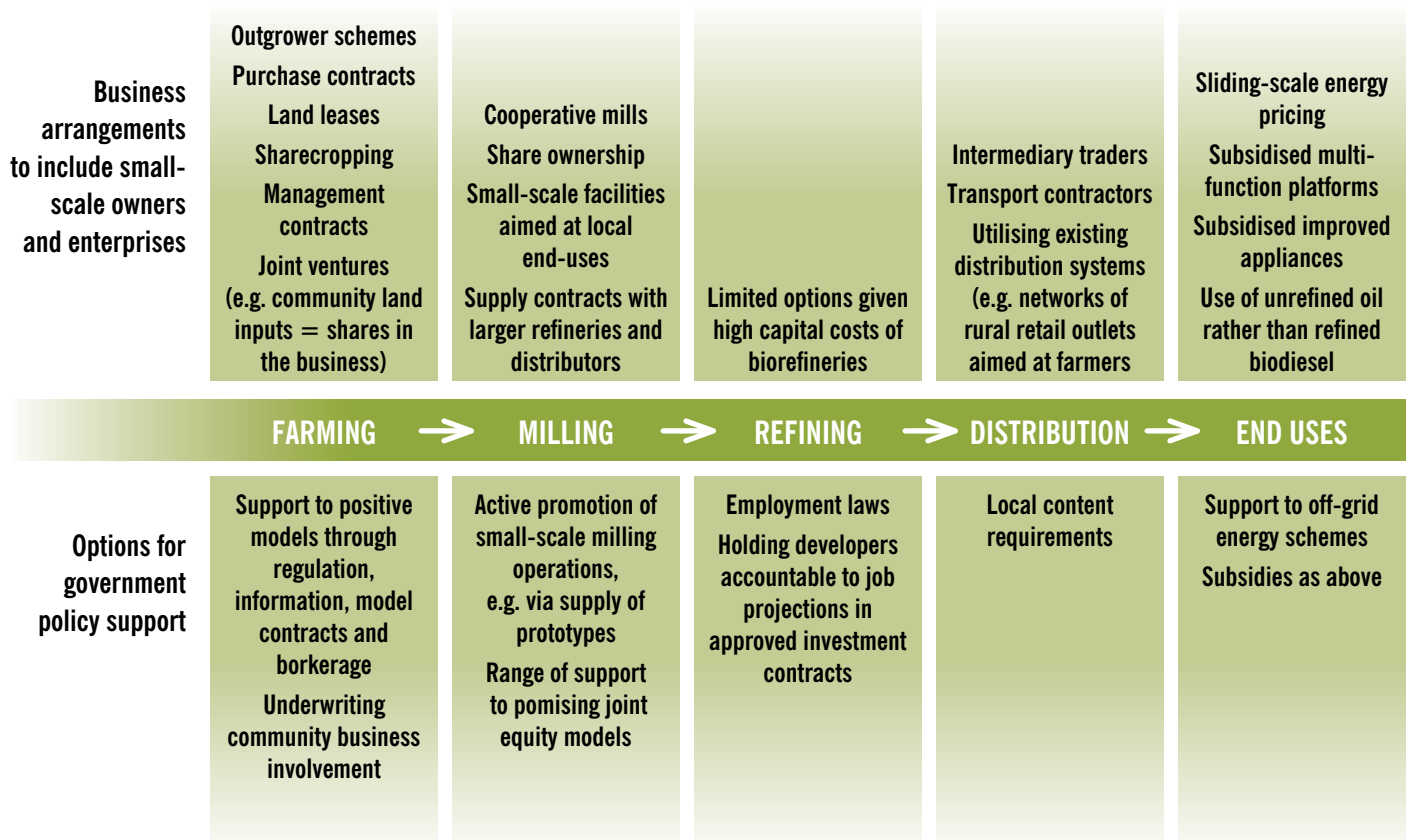 Business
arrangements
to include small-
scale owners
and enterprises
Outgrower schemes
Purchase contracts
Land leases
Sharecropping
Management
contracts
Joint ventures
(e.g. community land
inputs = shares in
the business)
Cooperative mills
Share ownership
Small-scale facilities
aimed at local
end-uses
Supply contracts with
larger refineries and
distributors
Limited options given
high capital costs of
biorefineries
Intermediary traders
Transport contractors
Utilising existing
distribution systems
(e.g. networks of
rural retail outlets
aimed at farmers
Sliding-scale energy
pricing
Subsidised multi-
function platforms
Subsidised improved
appliances
Use of unrefined oil
rather than refined
biodiesel
FARMING → MILLING → REFINING → DISTRIBUTION → END USES
Options for
government
policy support
Support to positive
models through
regulation,
information, model
contracts and
borkerage
Underwriting
community business
involvement
Active promotion of
small-scale milling
operations,
e.g. via supply of
prototypes
Range of support
to pomising joint
equity models
Employment laws
Holding developers
accountable to job
projections in
approved investment
contracts
Local content
requirements
Support to off-grid
energy schemes
Subsidies as above